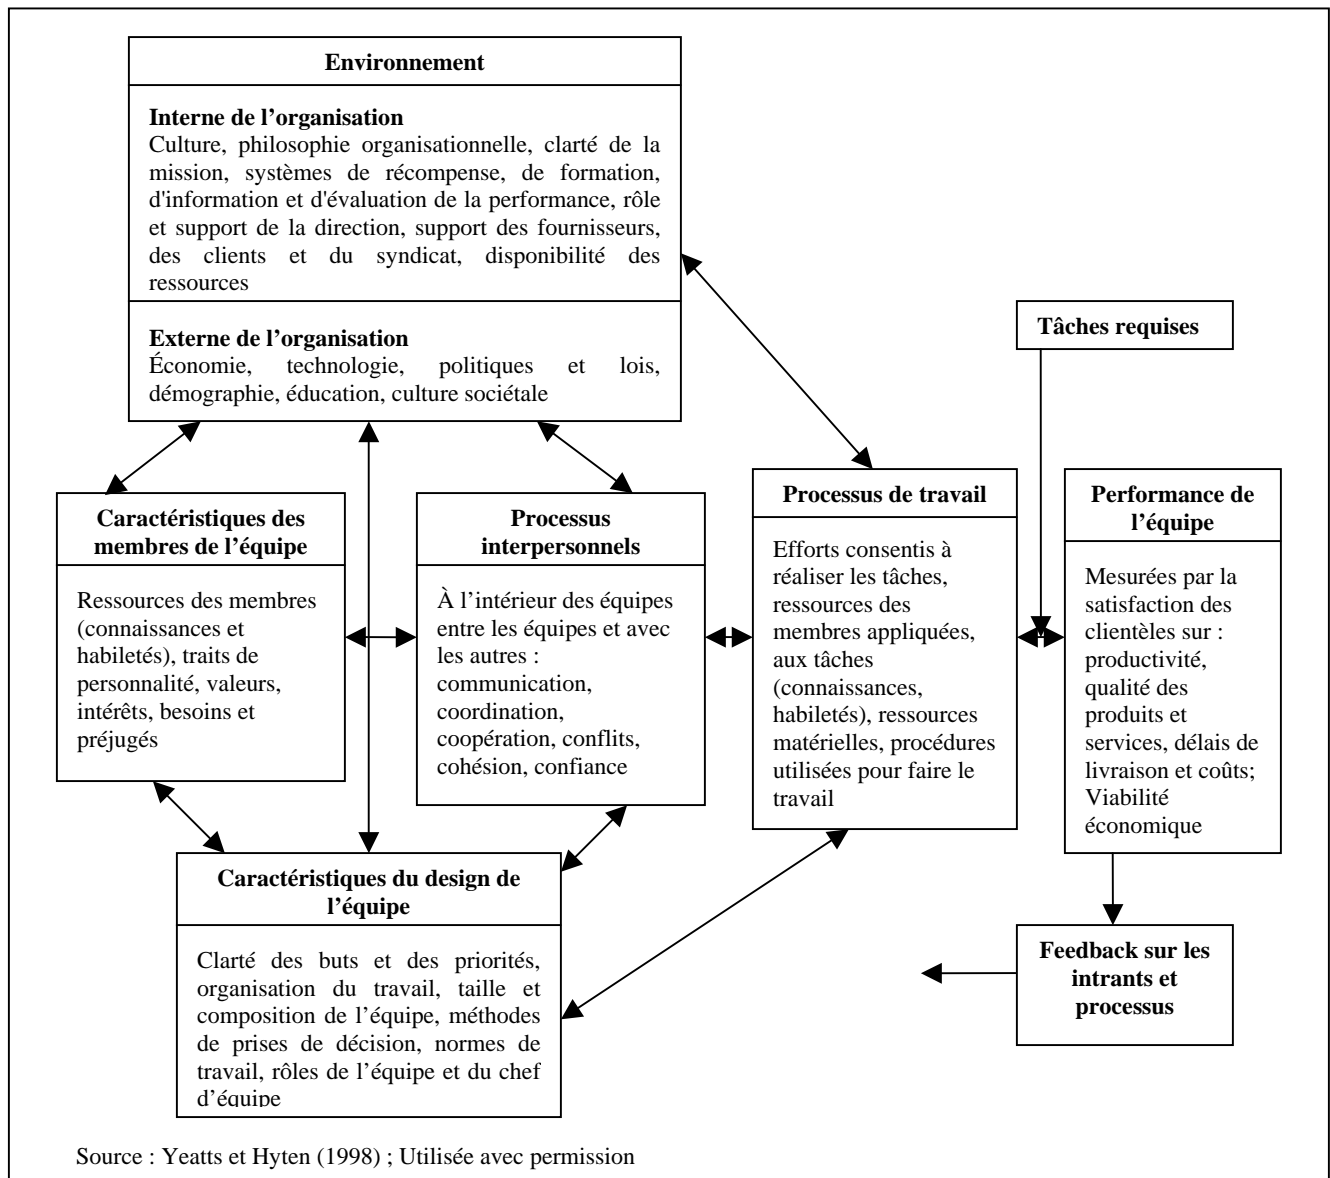 Environnement
Interne de l’organisation
Culture, philosophie organisationnelle, clarté de la
mission, systèmes de récompense, de formation,
d'information et d'évaluation de la performance, rôle
et support de la direction, support des fournisseurs,
des clients et du syndicat, disponibilité des
ressources
Externe de l’organisation
Économie, technologie, politiques et lois,
démographie, éducation, culture sociétale
Tâches requises
Caractéristiques des
membres de l’équipe
Ressources des membres
(connaissances et
habiletés), traits de
personnalité, valeurs,
intérêts, besoins et
préjugés
Processus
interpersonnels
À l’intérieur des équipes
entre les équipes et avec
les autres :
communication,
coordination,
coopération, conflits,
cohésion, confiance
Processus de travail
Efforts consentis à
réaliser les tâches,
ressources des
membres appliquées,
aux tâches
(connaissances,
habiletés), ressources
matérielles, procédures
utilisées pour faire le
travail
Performance de
l’équipe
Mesurées par la
satisfaction des
clientèles sur :
productivité,
qualité des
produits et
services, délais de
livraison et coûts;
Viabilité
économique
Caractéristiques du design de
l’équipe
Clarté des buts et des priorités,
organisation du travail, taille et
composition de l’équipe, méthodes
de prises de décision, normes de
travail, rôles de l’équipe et du chef
d’équipe
Feedback sur les
intrants et
processus
Source : Yeatts et Hyten (1998) ; Utilisée avec permission